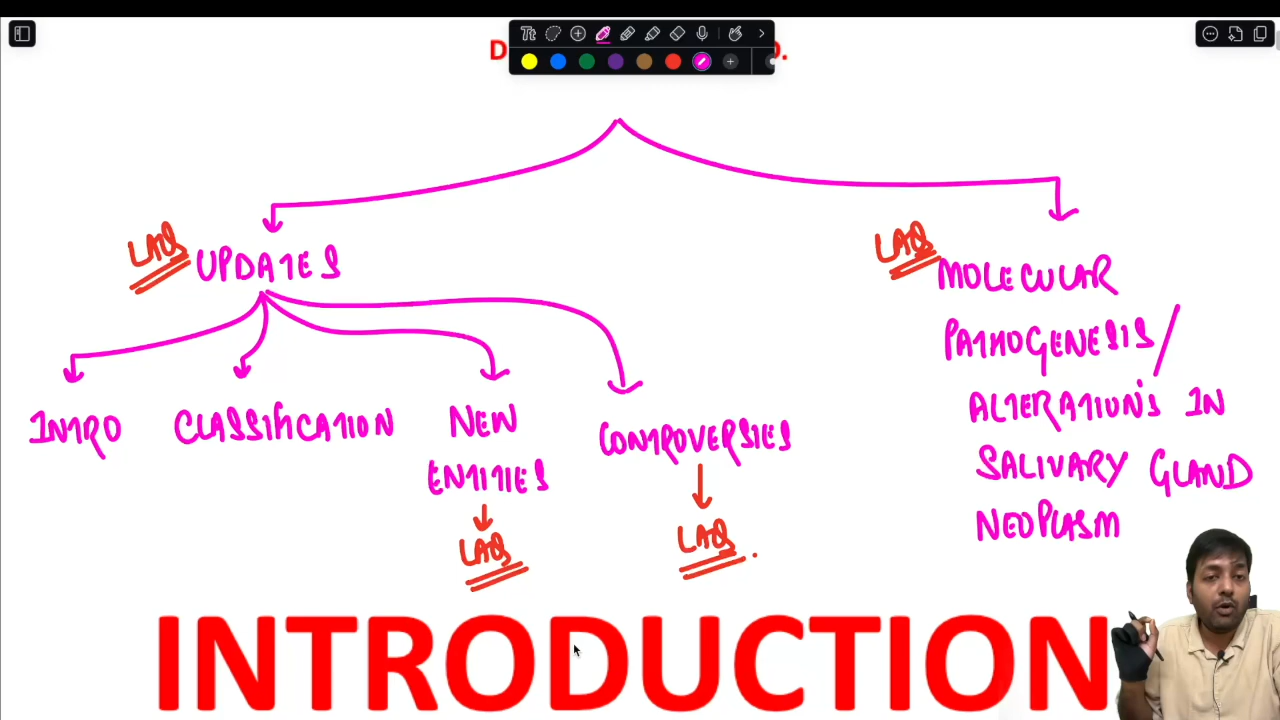 D
D.
LAQ
UPDATES
LAQ
MOLECULAR
PATHOGENESIS/
ALTERATIONS IN
SALIVARY GLAND
NEOPLASM
INTRO
CLASSIFICATION
NEW
ENTITIES
LAQ
CONTROVERSIES
LAQ.
INTRODUCTION